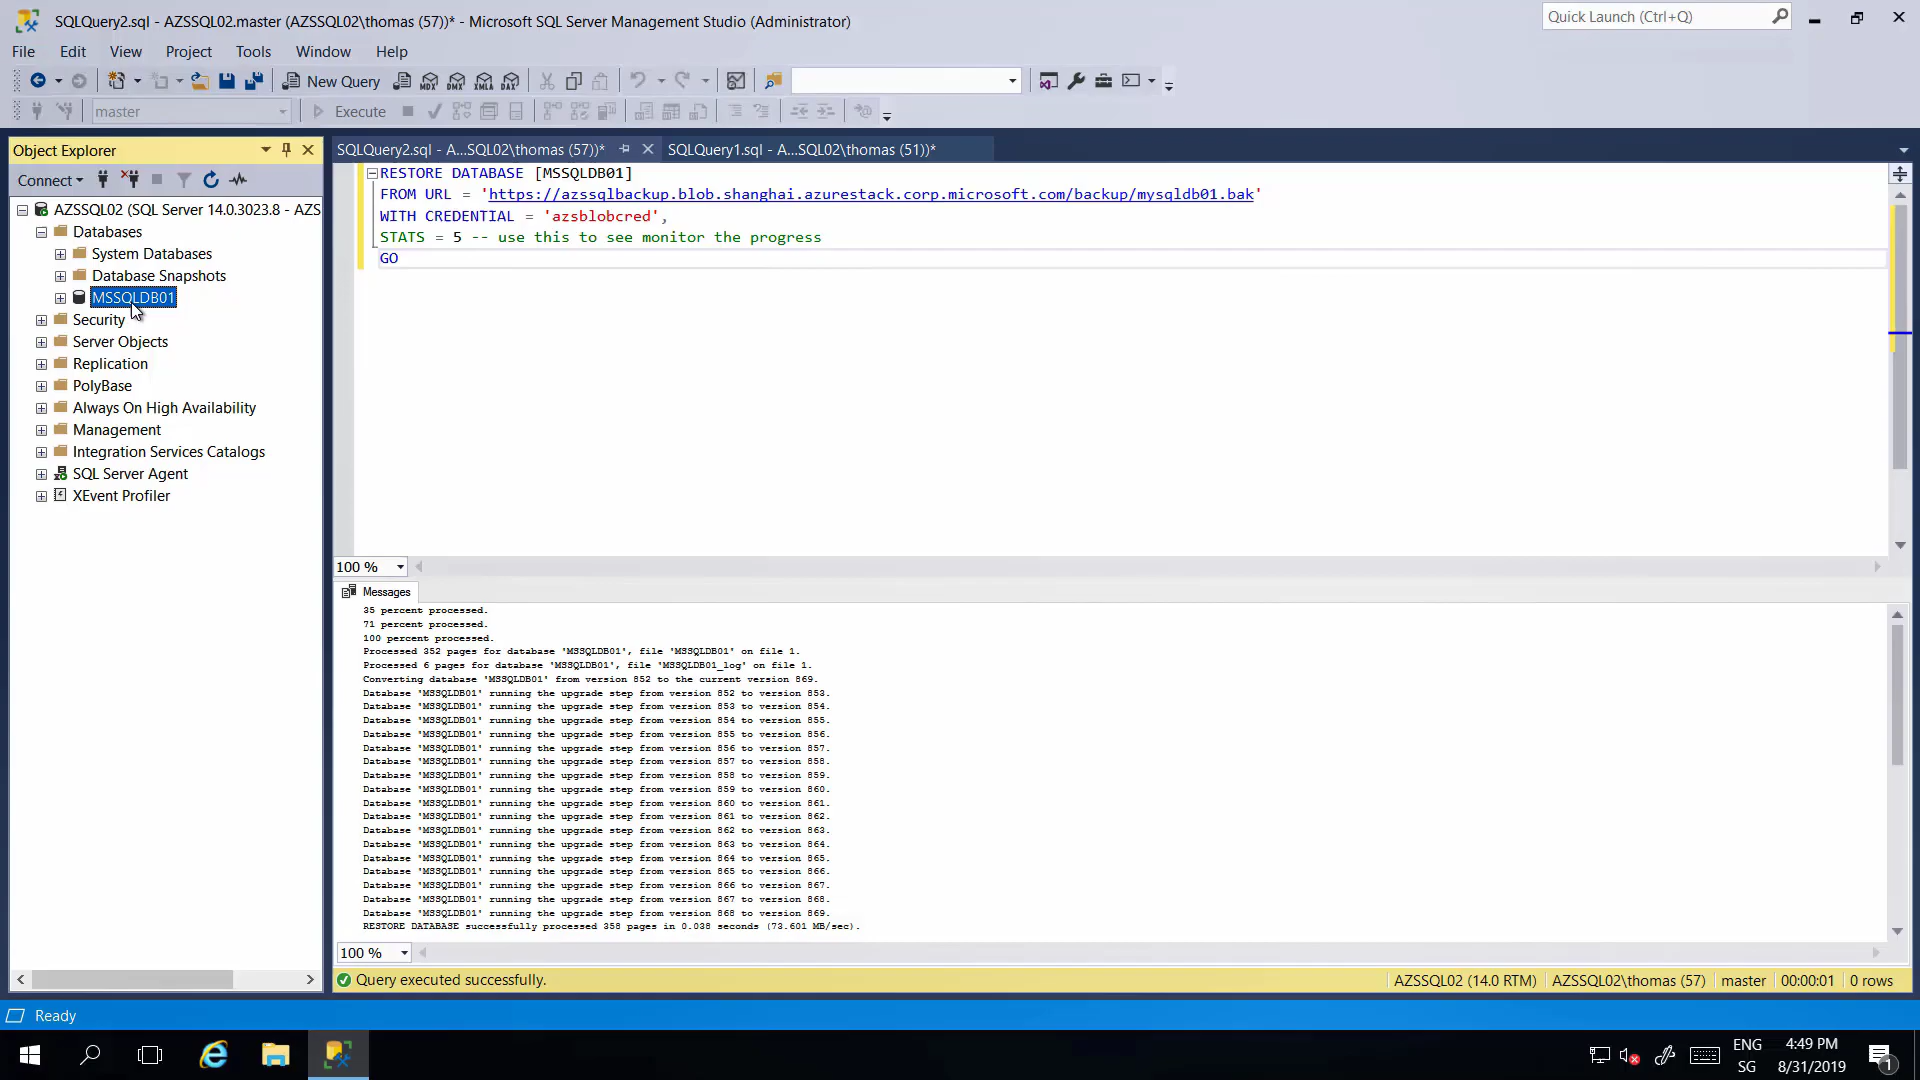 SQLQuery2.sql - AZSSQL02.master (AZSSQL02\thomas (57))* - Microsoft SQL Server Management Studio (Administrator)
Quick Launch (Ctrl+Q)
File Edit View Project Tools Window Help
New Query
MDX DMX XMLA DAX
master
Execute
Object Explorer
SQLQuery2.sql - A...SQL02\thomas (57))*
SQLQuery1.sql - A...SQL02\thomas (51))*
Connect
AZSSQL02 (SQL Server 14.0.3023.8 - AZS
Databases
System Databases
Database Snapshots
MSSQLDB01
Security
Server Objects
Replication
PolyBase
Always On High Availability
Management
Integration Services Catalogs
SQL Server Agent
XEvent Profiler
RESTORE DATABASE [MSSQLDB01]
FROM URL = 'https://azssqlbackup.blob.shanghai.azurestack.corp.microsoft.com/backup/mysqldb01.bak'
WITH CREDENTIAL = 'azsblobcred',
STATS = 5 -- use this to see monitor the progress
GO
100 %
Messages
35 percent processed.
71 percent processed.
100 percent processed.
Processed 352 pages for database 'MSSQLDB01', file 'MSSQLDB01' on file 1.
Processed 6 pages for database 'MSSQLDB01', file 'MSSQLDB01_log' on file 1.
Converting database 'MSSQLDB01' from version 852 to the current version 869.
Database 'MSSQLDB01' running the upgrade step from version 852 to version 853.
Database 'MSSQLDB01' running the upgrade step from version 853 to version 854.
Database 'MSSQLDB01' running the upgrade step from version 854 to version 855.
Database 'MSSQLDB01' running the upgrade step from version 855 to version 856.
Database 'MSSQLDB01' running the upgrade step from version 856 to version 857.
Database 'MSSQLDB01' running the upgrade step from version 857 to version 858.
Database 'MSSQLDB01' running the upgrade step from version 858 to version 859.
Database 'MSSQLDB01' running the upgrade step from version 859 to version 860.
Database 'MSSQLDB01' running the upgrade step from version 860 to version 861.
Database 'MSSQLDB01' running the upgrade step from version 861 to version 862.
Database 'MSSQLDB01' running the upgrade step from version 862 to version 863.
Database 'MSSQLDB01' running the upgrade step from version 863 to version 864.
Database 'MSSQLDB01' running the upgrade step from version 864 to version 865.
Database 'MSSQLDB01' running the upgrade step from version 865 to version 866.
Database 'MSSQLDB01' running the upgrade step from version 866 to version 867.
Database 'MSSQLDB01' running the upgrade step from version 867 to version 868.
Database 'MSSQLDB01' running the upgrade step from version 868 to version 869.
RESTORE DATABASE successfully processed 358 pages in 0.038 seconds (73.601 MB/sec).
100 %
Query executed successfully.
AZSSQL02 (14.0 RTM) AZSSQL02\thomas (57) master 00:00:01 0 rows
Ready
ENG
SG
4:49 PM
8/31/2019
1